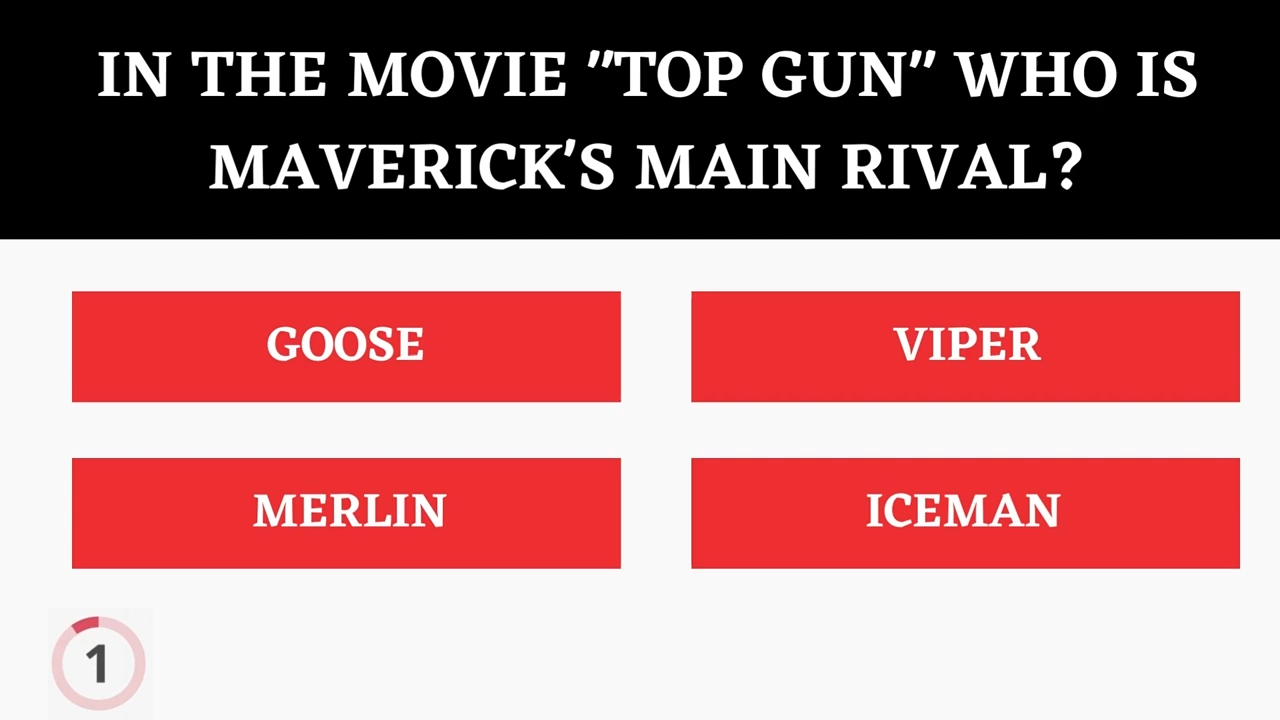 IN THE MOVIE "TOP GUN" WHO IS
MAVERICK'S MAIN RIVAL?
GOOSE
VIPER
MERLIN
ICEMAN
1